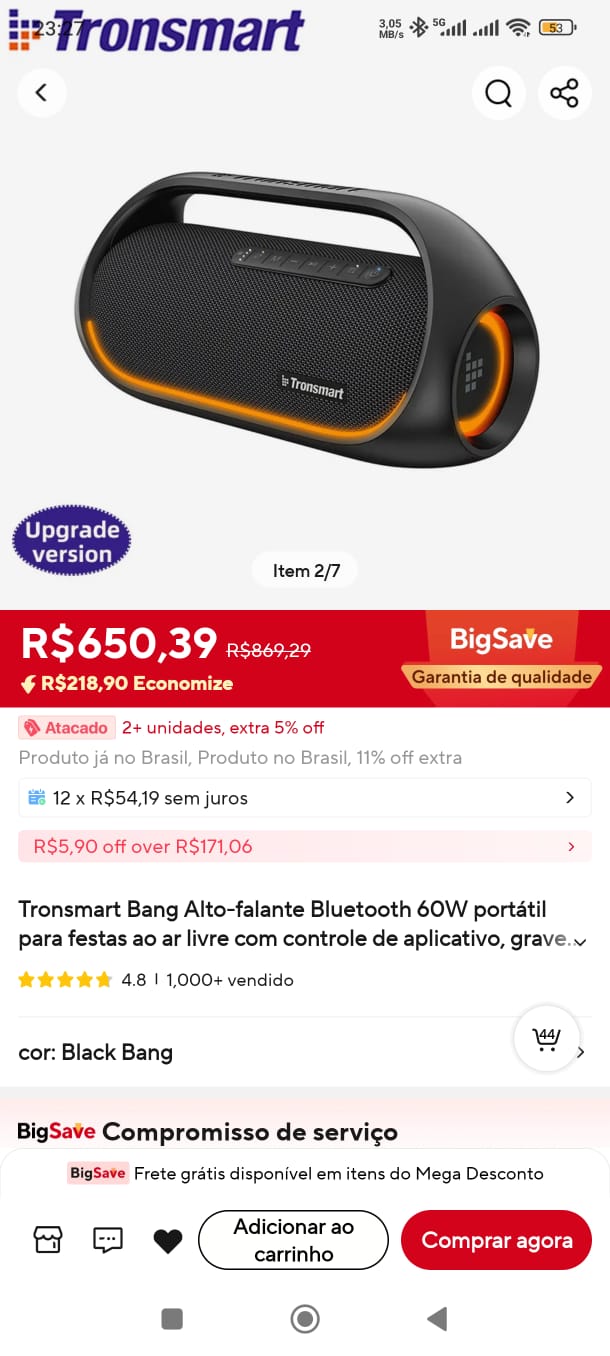 23:27
Tronsmart
3,05
MB/s
5G
53
Tronsmart
Upgrade
version
Item 2/7
R$650,39 R$869,29
R$218,90 Economize
BigSave
Garantia de qualidade
Atacado 2+ unidades, extra 5% off
Produto já no Brasil, Produto no Brasil, 11% off extra
12 x R$54,19 sem juros
R$5,90 off over R$171,06
Tronsmart Bang Alto-falante Bluetooth 60W portátil
para festas ao ar livre com controle de aplicativo, grave...
4.8 | 1,000+ vendido
44
cor: Black Bang
BigSave Compromisso de serviço
BigSave Frete grátis disponível em itens do Mega Desconto
Adicionar ao
carrinho
Comprar agora